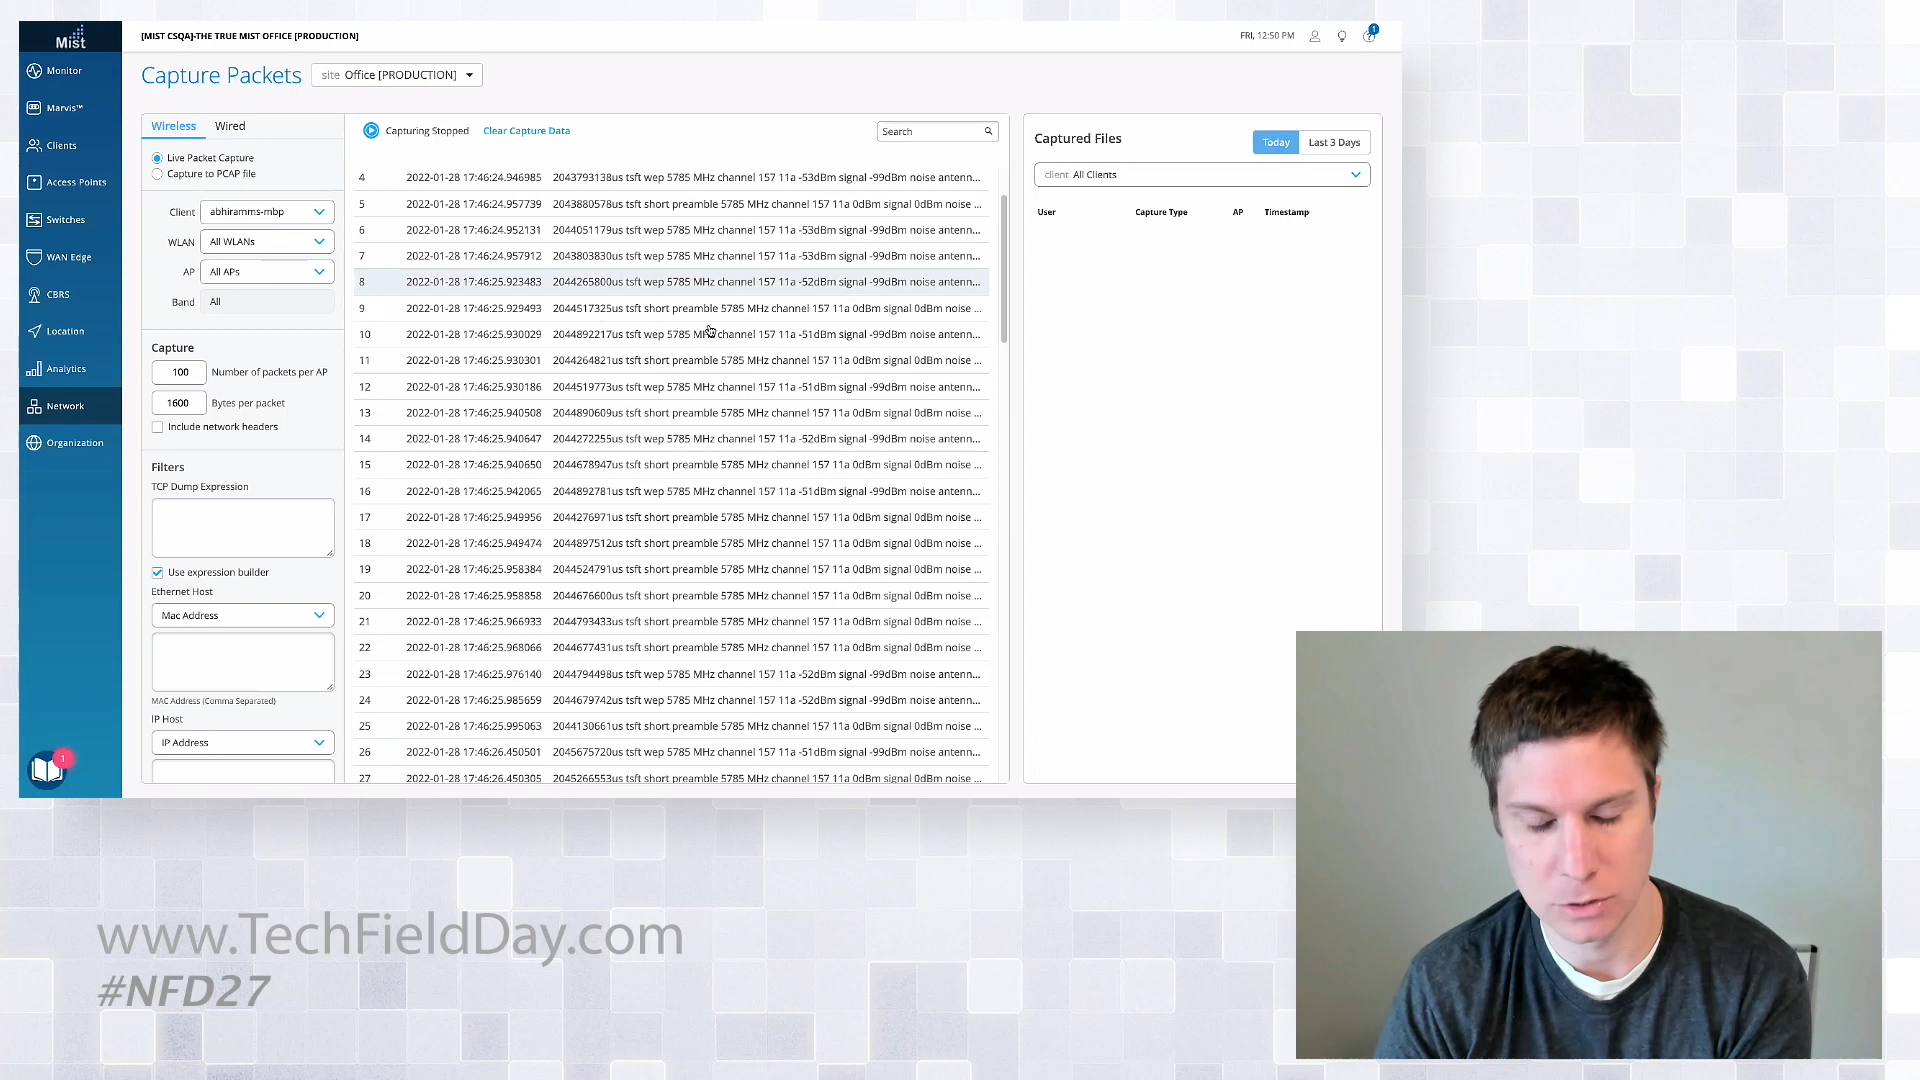 Mist
[MIST CSQA]-THE TRUE MIST OFFICE [PRODUCTION]
FRI, 12:50 PM
1
Capture Packets
site Office [PRODUCTION]
Monitor
Marvis™
Clients
Access Points
Switches
WAN Edge
CBRS
Location
Analytics
Network
Organization
1
Wireless Wired
Live Packet Capture
Capture to PCAP file
Client abhiramms-mbp
WLAN All WLANs
AP All APs
Band All
Capture
100 Number of packets per AP
1600 Bytes per packet
Include network headers
Filters
TCP Dump Expression
Use expression builder
Ethernet Host
Mac Address
MAC Address (Comma Separated)
IP Host
IP Address
Capturing Stopped Clear Capture Data Search
4 2022-01-28 17:46:24.946985 2043793138us tsft wep 5785 MHz channel 157 11a -53dBm signal -99dBm noise antenn...
5 2022-01-28 17:46:24.957739 2043880578us tsft short preamble 5785 MHz channel 157 11a 0dBm signal 0dBm noise ...
6 2022-01-28 17:46:24.952131 2044051179us tsft wep 5785 MHz channel 157 11a -53dBm signal -99dBm noise antenn...
7 2022-01-28 17:46:24.957912 2043803830us tsft wep 5785 MHz channel 157 11a -53dBm signal -99dBm noise antenn...
8 2022-01-28 17:46:25.923483 2044265800us tsft wep 5785 MHz channel 157 11a -52dBm signal -99dBm noise antenn...
9 2022-01-28 17:46:25.929493 2044517325us tsft short preamble 5785 MHz channel 157 11a 0dBm signal 0dBm noise ...
10 2022-01-28 17:46:25.930029 2044892217us tsft wep 5785 MHz channel 157 11a -51dBm signal -99dBm noise antenn...
11 2022-01-28 17:46:25.930301 2044264821us tsft short preamble 5785 MHz channel 157 11a 0dBm signal 0dBm noise ...
12 2022-01-28 17:46:25.930186 2044519773us tsft wep 5785 MHz channel 157 11a -51dBm signal -99dBm noise antenn...
13 2022-01-28 17:46:25.940508 2044890609us tsft short preamble 5785 MHz channel 157 11a 0dBm signal 0dBm noise ...
14 2022-01-28 17:46:25.940647 2044272255us tsft wep 5785 MHz channel 157 11a -52dBm signal -99dBm noise antenn...
15 2022-01-28 17:46:25.940650 2044678947us tsft short preamble 5785 MHz channel 157 11a 0dBm signal 0dBm noise ...
16 2022-01-28 17:46:25.942065 2044892781us tsft wep 5785 MHz channel 157 11a -51dBm signal -99dBm noise antenn...
17 2022-01-28 17:46:25.949956 2044276971us tsft short preamble 5785 MHz channel 157 11a 0dBm signal 0dBm noise ...
18 2022-01-28 17:46:25.949474 2044897512us tsft short preamble 5785 MHz channel 157 11a 0dBm signal 0dBm noise ...
19 2022-01-28 17:46:25.958384 2044524791us tsft short preamble 5785 MHz channel 157 11a 0dBm signal 0dBm noise ...
20 2022-01-28 17:46:25.958858 2044676600us tsft short preamble 5785 MHz channel 157 11a 0dBm signal 0dBm noise ...
21 2022-01-28 17:46:25.966933 2044793433us tsft short preamble 5785 MHz channel 157 11a 0dBm signal 0dBm noise ...
22 2022-01-28 17:46:25.968066 2044677431us tsft short preamble 5785 MHz channel 157 11a 0dBm signal 0dBm noise ...
23 2022-01-28 17:46:25.976140 2044794498us tsft wep 5785 MHz channel 157 11a -52dBm signal -99dBm noise antenn...
24 2022-01-28 17:46:25.985659 2044679742us tsft wep 5785 MHz channel 157 11a -52dBm signal -99dBm noise antenn...
25 2022-01-28 17:46:25.995063 2044130661us tsft short preamble 5785 MHz channel 157 11a 0dBm signal 0dBm noise ...
26 2022-01-28 17:46:26.450501 2045675720us tsft wep 5785 MHz channel 157 11a -51dBm signal -99dBm noise antenn...
27 2022-01-28 17:46:26.450305 2045266553us tsft short preamble 5785 MHz channel 157 11a 0dBm signal 0dBm noise ...
Captured Files Today Last 3 Days
client All Clients
User Capture Type AP Timestamp
www.TechFieldDay.com
#NFD27